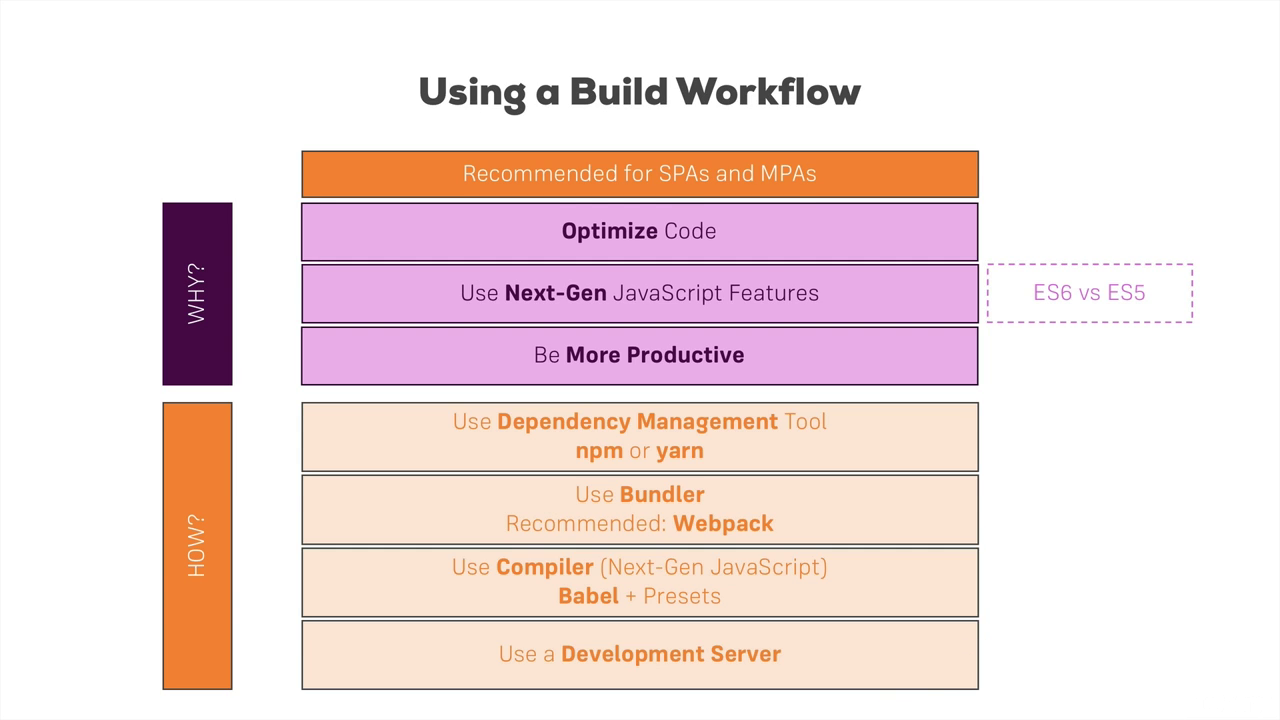 Using a Build Workflow
Recommended for SPAs and MPAs
WHY?
Optimize Code
Use Next-Gen JavaScript Features
ES6 vs ES5
Be More Productive
HOW?
Use Dependency Management Tool
npm or yarn
Use Bundler
Recommended: Webpack
Use Compiler (Next-Gen JavaScript)
Babel + Presets
Use a Development Server